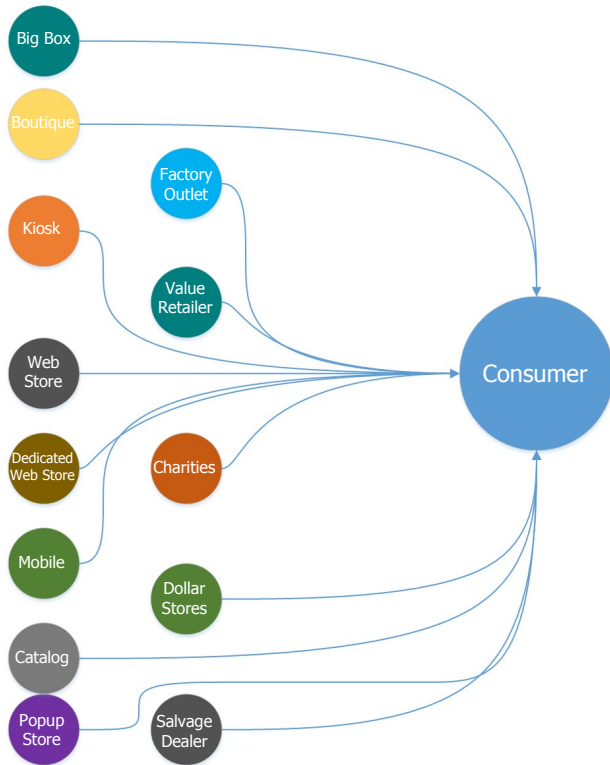 Big Box
Boutique
Factory
Outlet
Kiosk
Value
Retailer
Web
Store
Consumer
Dedicated
Web Store
Charities
Mobile
Dollar
Stores
Catalog
Popup
Store
Salvage
Dealer